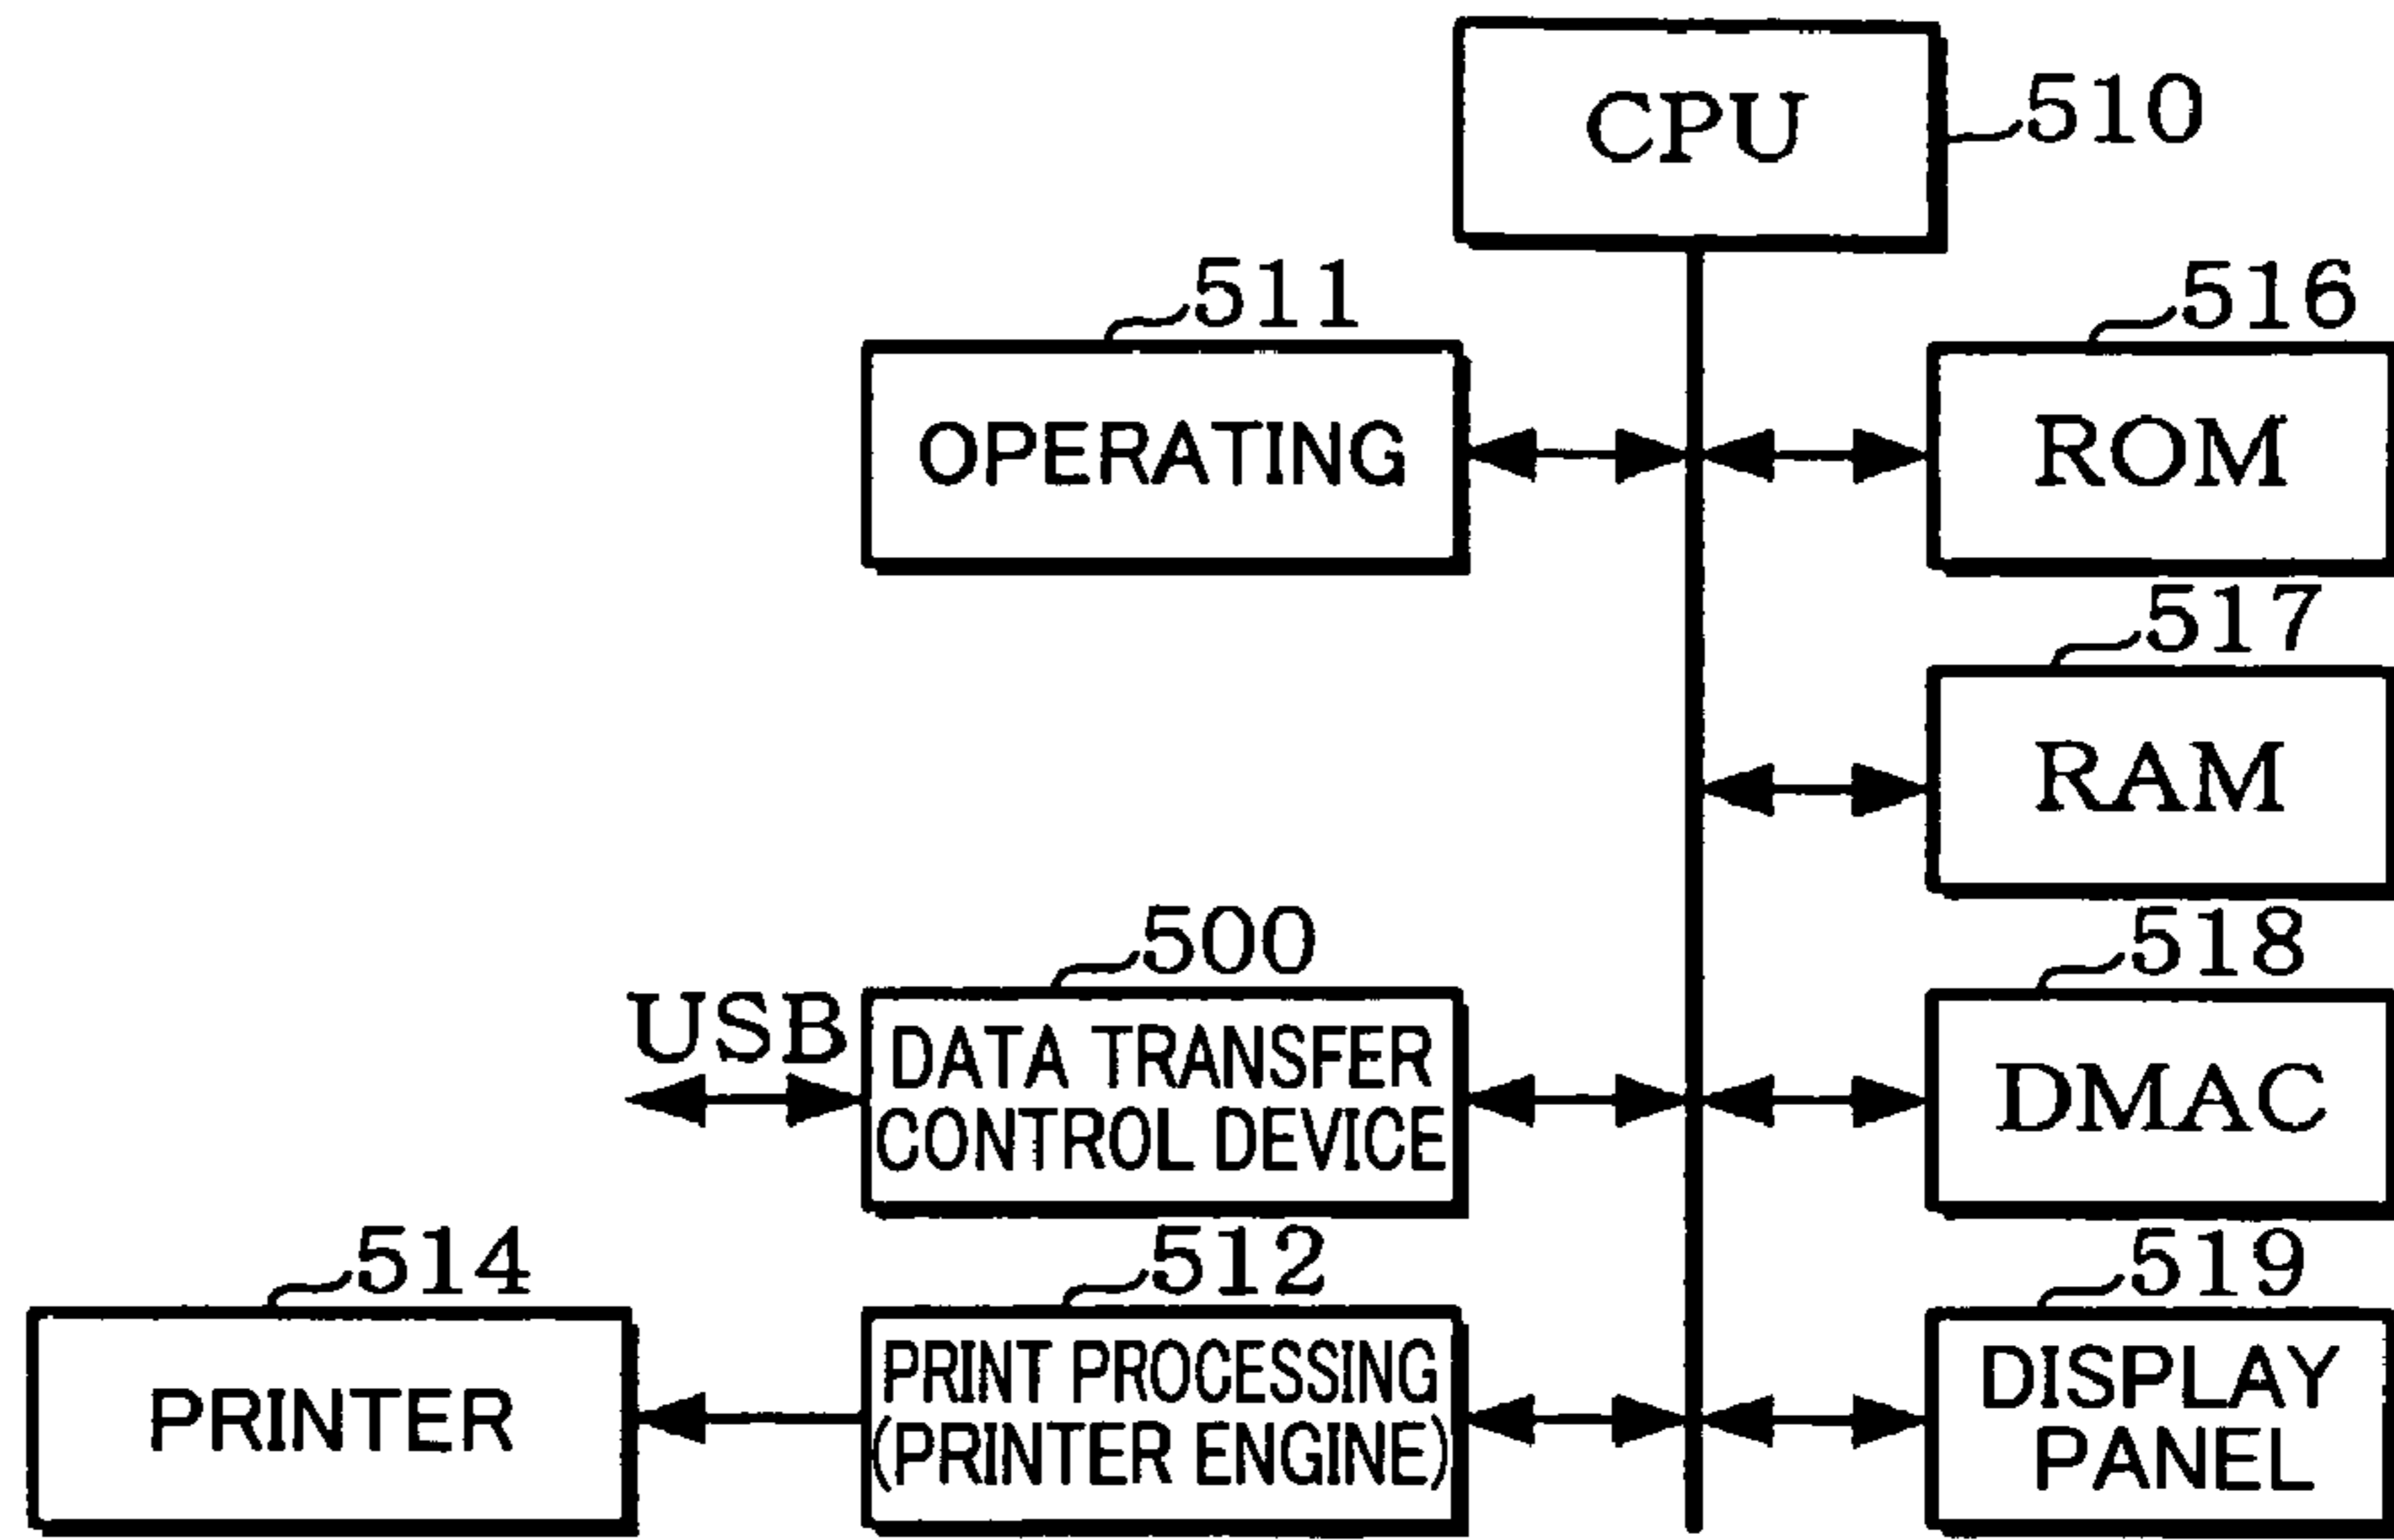 CPU
510
511
516
OPERATING
ROM
517
RAM
500
518
USB
DATA TRANSFER
CONTROL DEVICE
DMAC
514
512
519
PRINTER
PRINT PROCESSING
(PRINTER ENGINE)
DISPLAY
PANEL